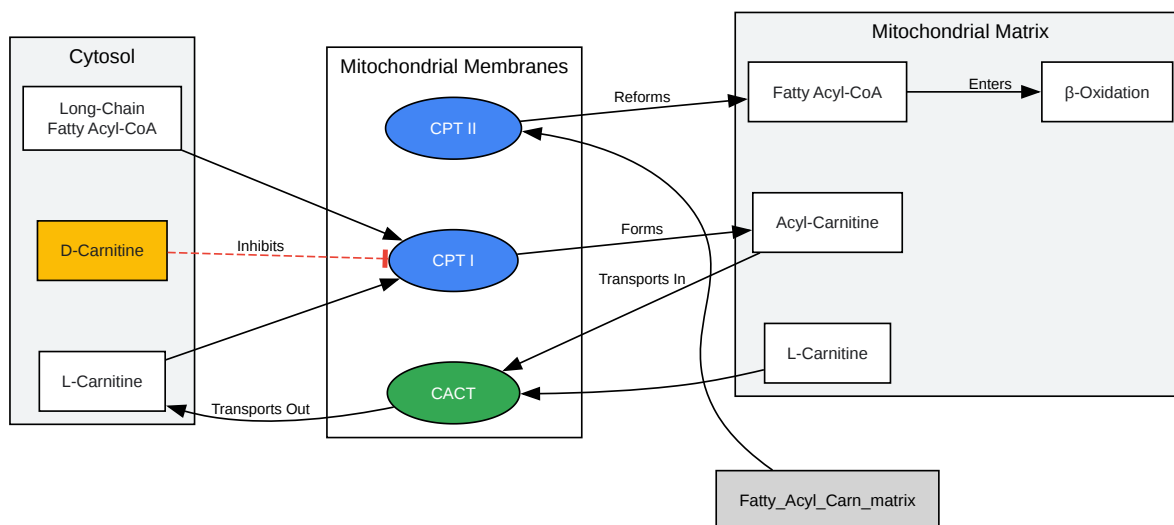 Cytosol
Long-Chain
Fatty Acyl-CoA
D-Carnitine
L-Carnitine
Inhibits
Transports Out
Mitochondrial Membranes
CPT II
CPT I
CACT
Reforms
Forms
Transports In
Mitochondrial Matrix
Fatty Acyl-CoA
Enters
β-Oxidation
Acyl-Carnitine
L-Carnitine
Fatty_Acyl_Carn_matrix